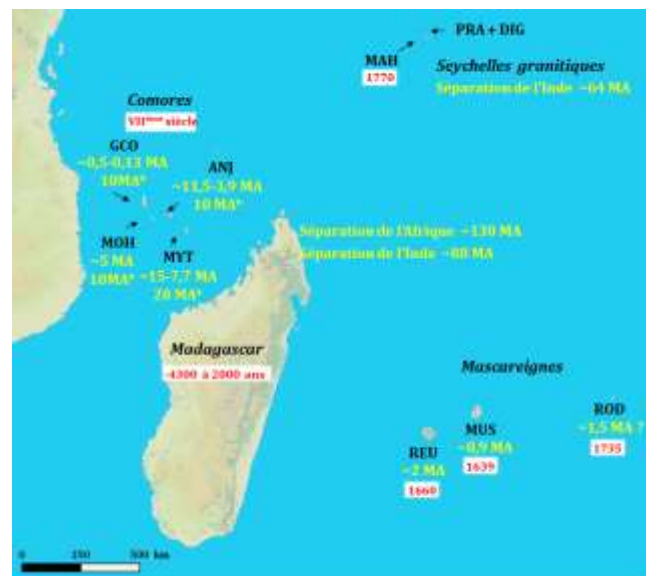 PRA + DIG
MAH
1770
Seychelles granitiques
Séparation de l'Inde ~64 MA
Comores
VIIème siècle
GCO
~0,5-0,13 MA
10MA*
ANJ
~11,5-3,9 MA
10 MA*
MOH
~5 MA
10MA*
MYT
~15-7,7 MA
20 MA*
Séparation de l'Afrique ~130 MA
Séparation de l'Inde ~88 MA
Madagascar
-4300 à 2000 ans
Mascareignes
REU
~2 MA
1660
MUS
~8,9 MA
1639
ROD
~1,5 MA ?
1735
0 250 500 km